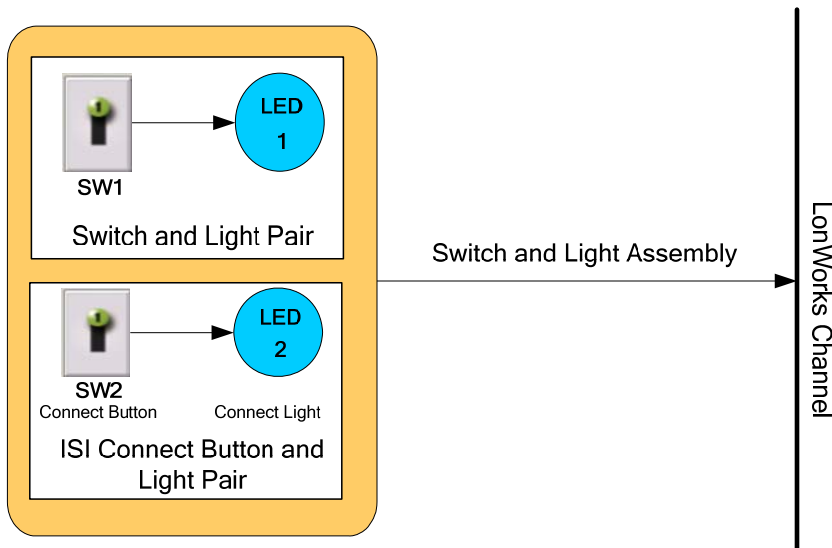 LED
1
SW1
Switch and Light Pair
LED
2
SW2
Connect Button
Connect Light
ISI Connect Button and
Light Pair
Switch and Light Assembly
LonWorks Channel